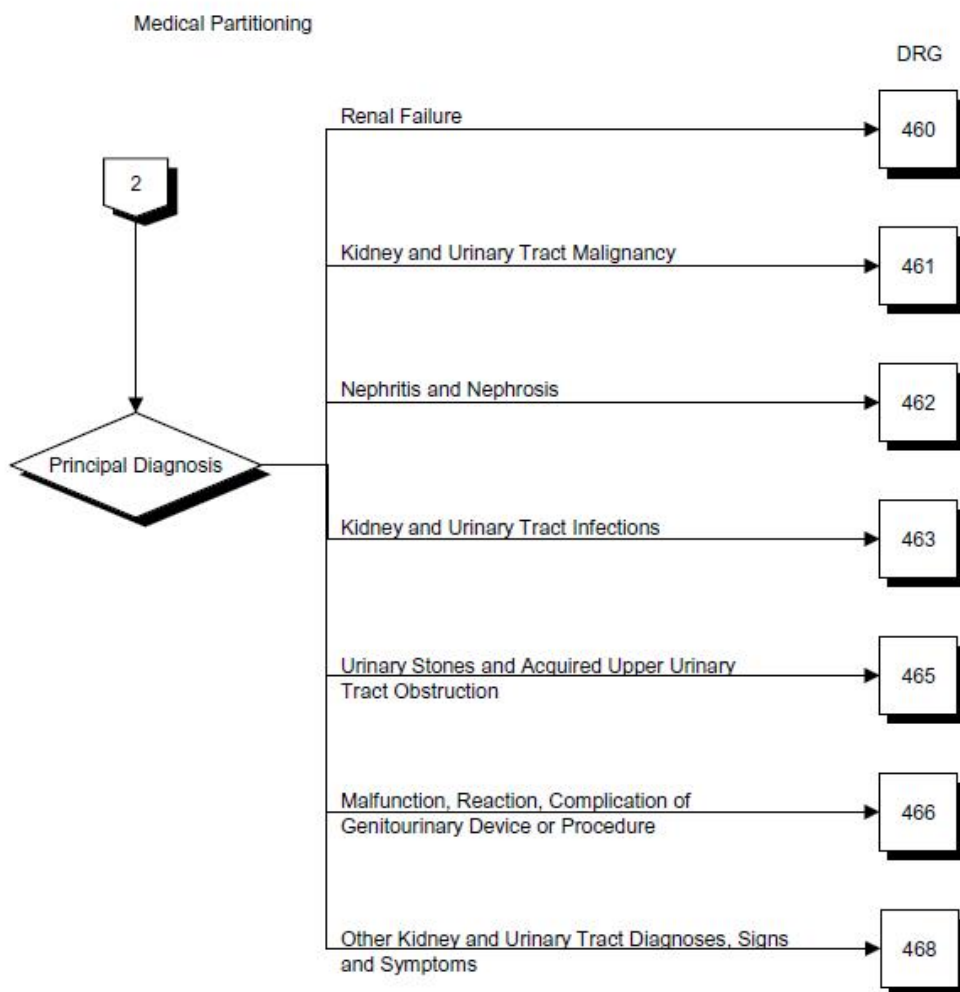 Medical Partitioning
DRG
Renal Failure
460
2
Kidney and Urinary Tract Malignancy
461
Nephritis and Nephrosis
462
Principal Diagnosis
Kidney and Urinary Tract Infections
463
Urinary Stones and Acquired Upper Urinary
Tract Obstruction
465
Malfunction, Reaction, Complication of
Genitourinary Device or Procedure
466
Other Kidney and Urinary Tract Diagnoses, Signs
and Symptoms
468